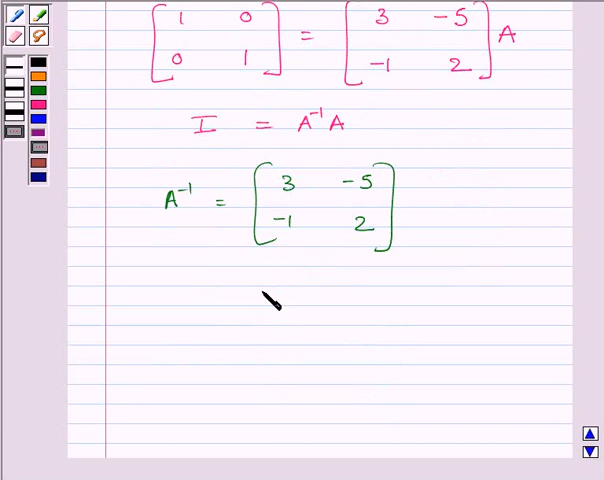 [1 0
0 1] = [3 -5
-1 2] A
I = A⁻¹A
A⁻¹ = [3 -5
-1 2]